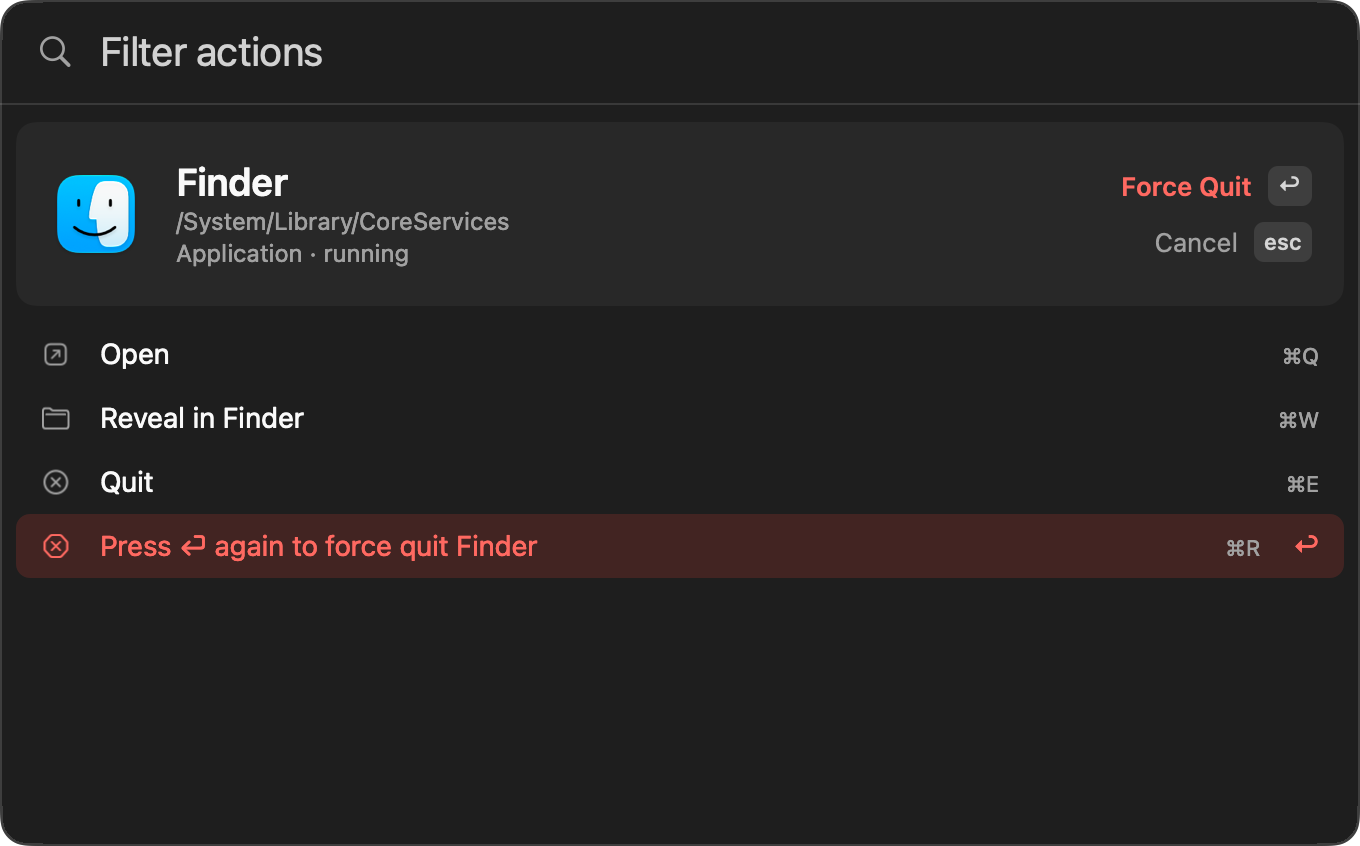 Filter actions
Finder
/System/Library/CoreServices
Application · running
Force Quit ↩
Cancel esc
Open ⌘Q
Reveal in Finder ⌘W
Quit ⌘E
Press ↩ again to force quit Finder ⌘R ↩